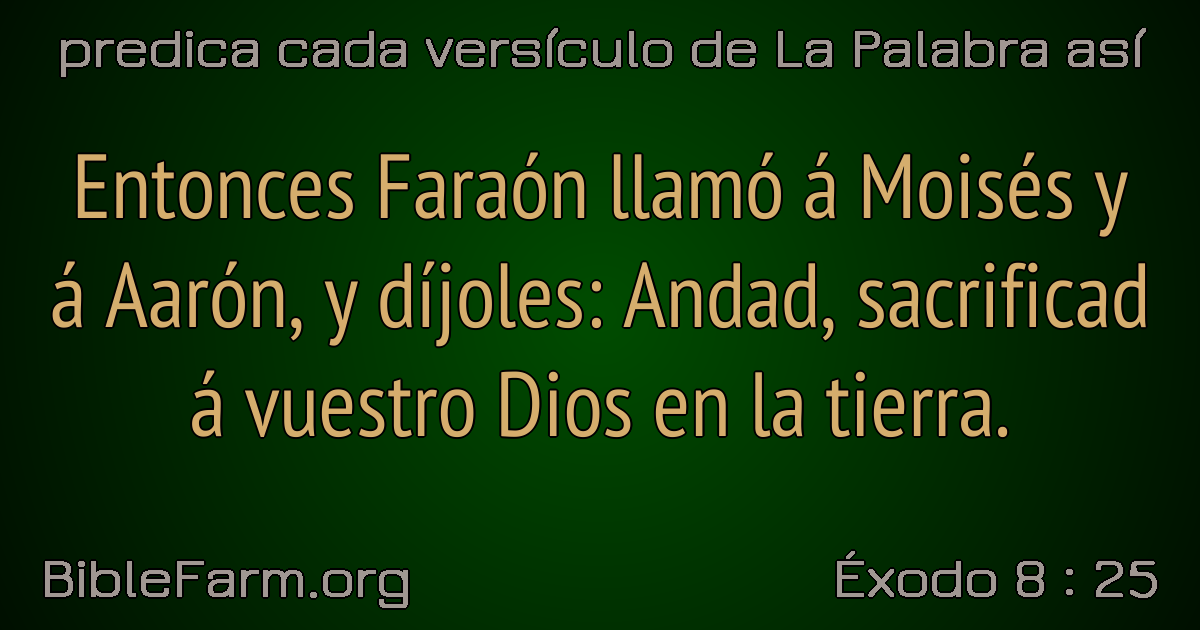 predica cada versículo de La Palabra así
Entonces Faraón llamó á Moisés y
á Aarón, y díjoles: Andad, sacrificad
á vuestro Dios en la tierra.
BibleFarm.org
Éxodo 8 : 25